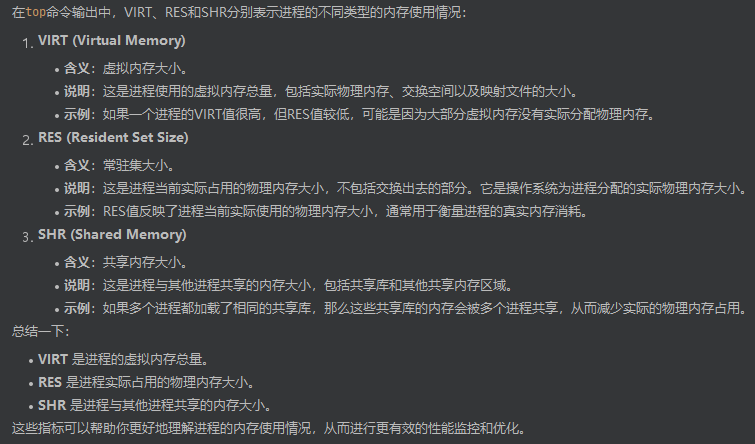 在top命令输出中，VIRT、RES和SHR分别表示进程的不同类型的内存使用情况：
1. VIRT (Virtual Memory)
• 含义：虚拟内存大小。
• 说明：这是进程使用的虚拟内存总量，包括实际物理内存、交换空间以及映射文件的大小。
• 示例：如果一个进程的VIRT值很高，但RES值较低，可能是因为大部分虚拟内存没有实际分配物理内存。
2. RES (Resident Set Size)
• 含义：常驻集大小。
• 说明：这是进程当前实际占用的物理内存大小，不包括交换出去的部分。它是操作系统为进程分配的实际物理内存大小。
• 示例：RES值反映了进程当前实际使用的物理内存大小，通常用于衡量进程的真实内存消耗。
3. SHR (Shared Memory)
• 含义：共享内存大小。
• 说明：这是进程与其他进程共享的内存大小，包括共享库和其他共享内存区域。
• 示例：如果多个进程都加载了相同的共享库，那么这些共享库的内存会被多个进程共享，从而减少实际的物理内存占用。
总结一下：
• VIRT 是进程的虚拟内存总量。
• RES 是进程实际占用的物理内存大小。
• SHR 是进程与其他进程共享的内存大小。
这些指标可以帮助你更好地理解进程的内存使用情况，从而进行更有效的性能监控和优化。